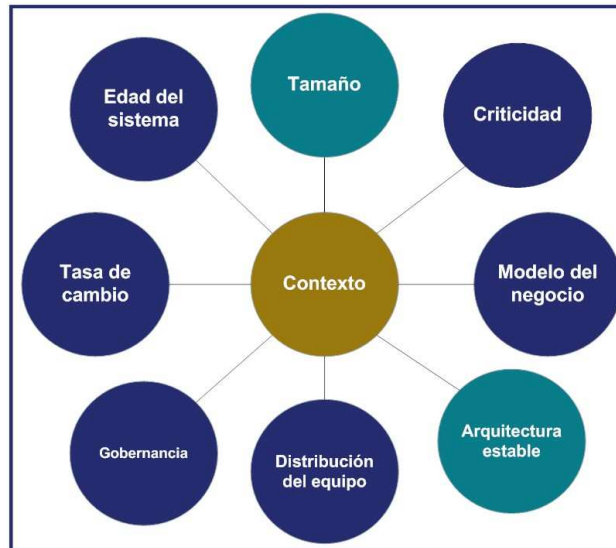 Tamaño
Edad del
sistema
Criticidad
Tasa de
cambio
Contexto
Modelo del
negocio
Gobernancia
Distribución
del equipo
Arquitectura
estable